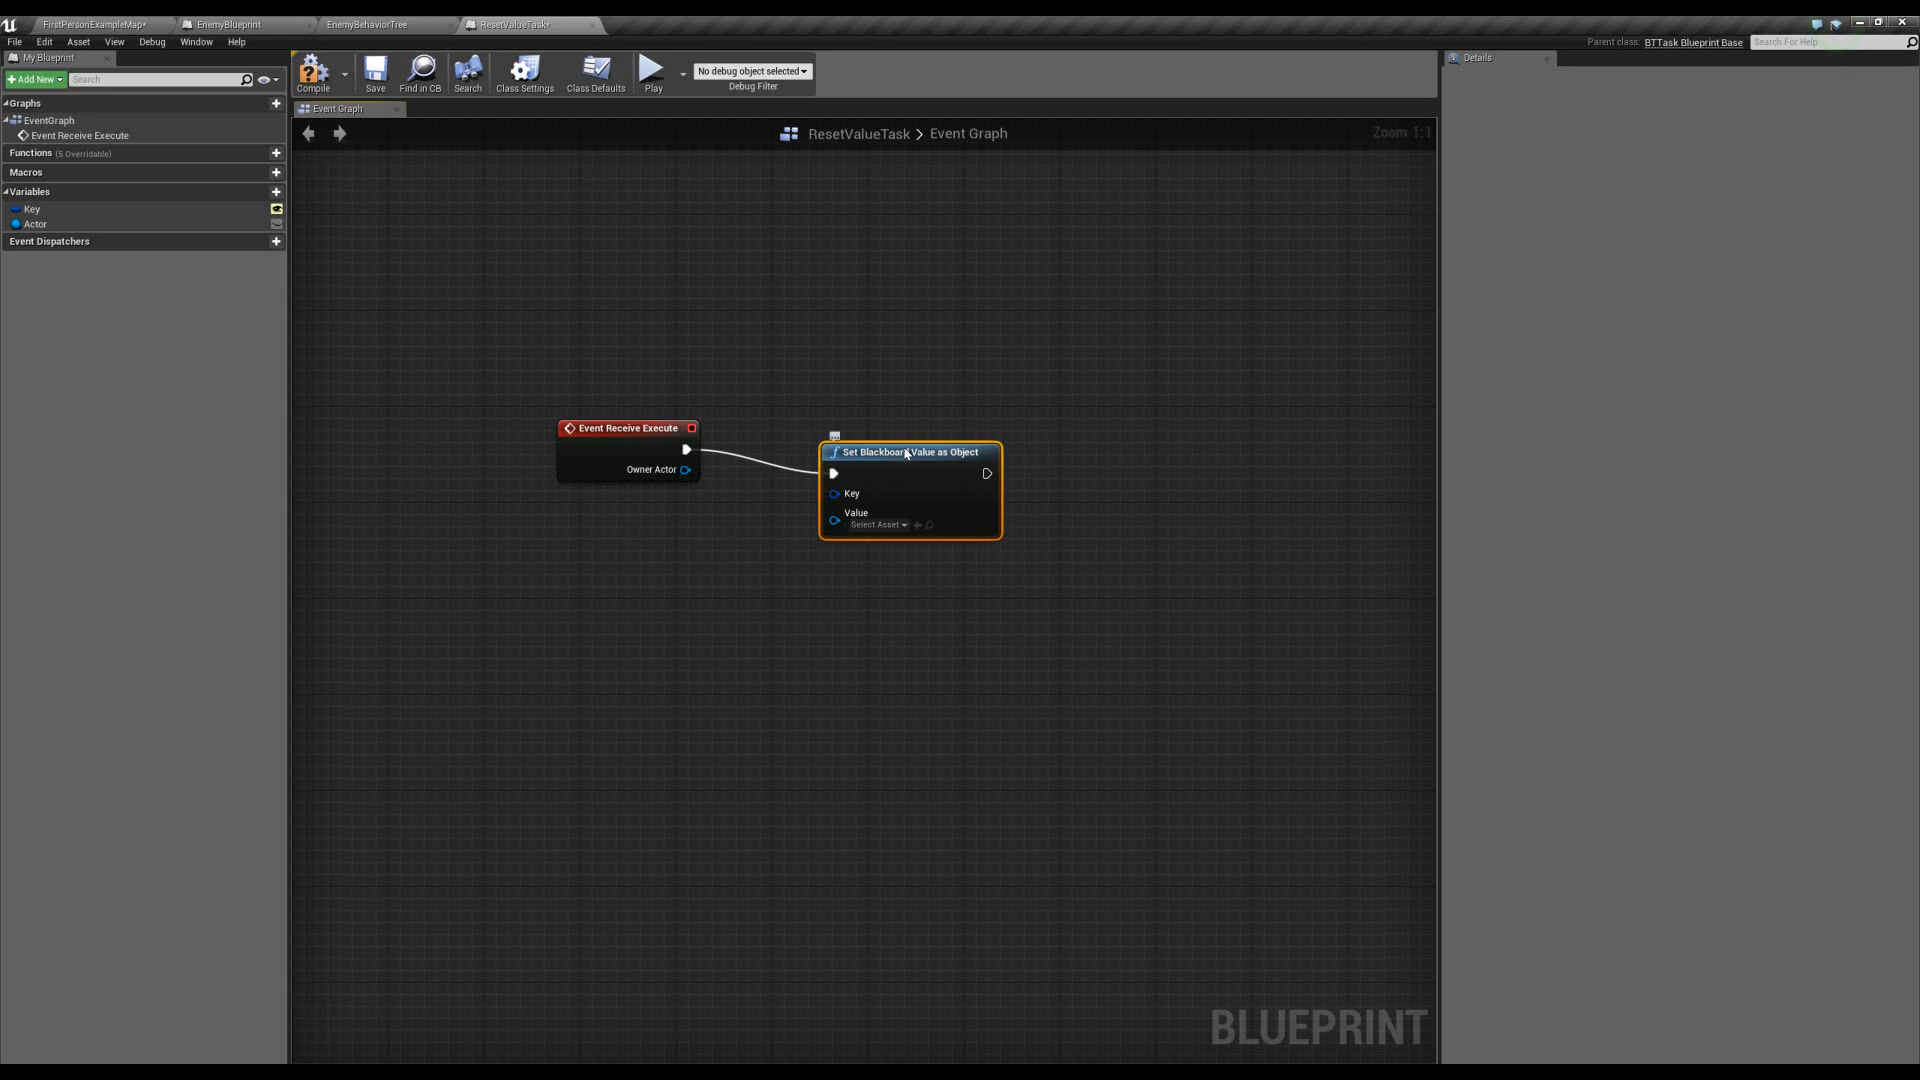 FirstPersonExampleMap*
EnemyBlueprint
EnemyBehaviorTree
ResetValueTask*
File Edit Asset View Debug Window Help
Parent class: BTTask Blueprint Base
Search For Help
My Blueprint
Add New
Search
Graphs
EventGraph
Event Receive Execute
Functions (5 Overridable)
Macros
Variables
Key
Actor
Event Dispatchers
Compile
Save
Find in CB
Search
Class Settings
Class Defaults
Play
No debug object selected
Debug Filter
Event Graph
ResetValueTask > Event Graph
Zoom 1:1
Event Receive Execute
Owner Actor
Set Blackboard Value as Object
Key
Value
Select Asset
BLUEPRINT
Details